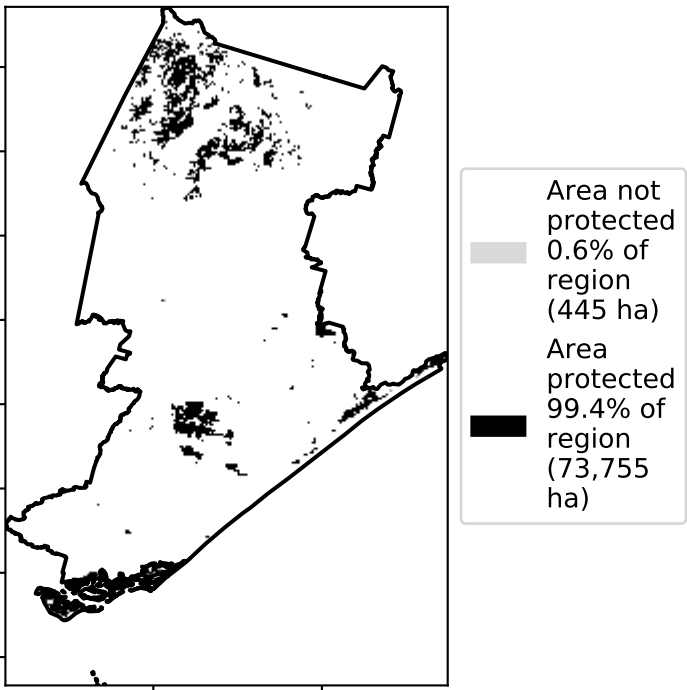 Area not
protected
0.6% of
region
(445 ha)
Area
protected
99.4% of
region
(73,755
ha)